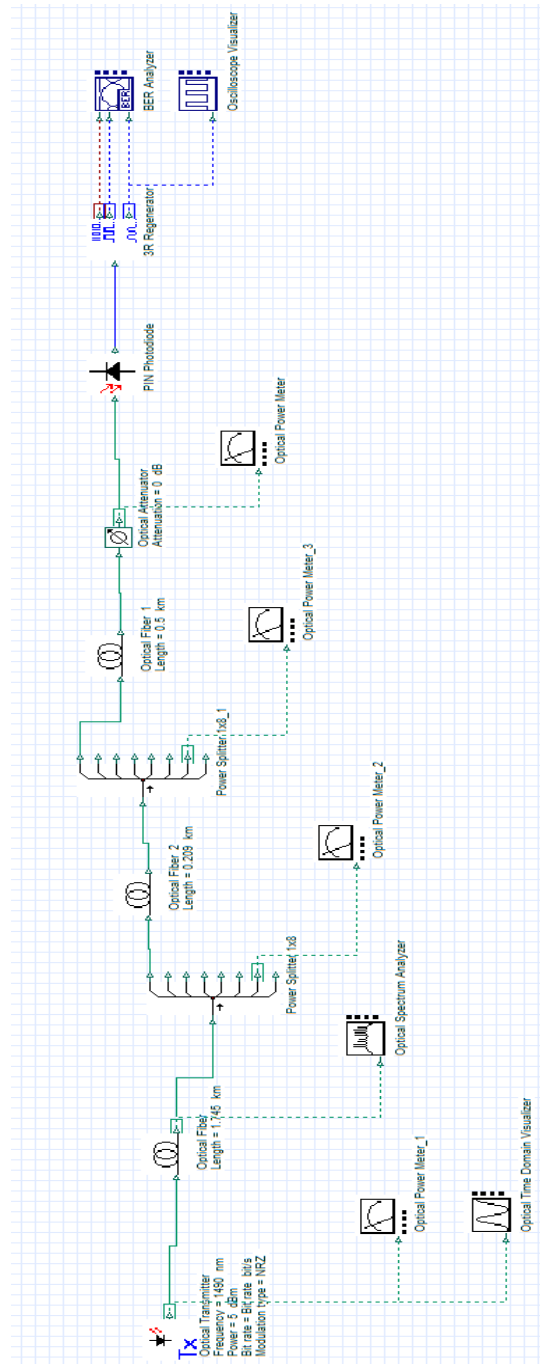 Tx
Optical Transmitter
Frequency = 1490 nm
Power = 5 dBm
Bit rate = Bit rate bit/s
Modulation type = NRZ
Optical Time Domain Visualizer
Optical Power Meter_1
Optical Fiber
Length = 1.745 km
Optical Spectrum Analyzer
Power Splitter 1x8
Optical Power Meter_2
Optical Fiber 2
Length = 0.209 km
Power Splitter 1x8_1
Optical Power Meter_3
Optical Fiber 1
Length = 0.5 km
Optical Attenuator
Attenuation = 0 dB
Optical Power Meter
PIN Photodiode
3R Regenerator
BER
BER Analyzer
Oscilloscope Visualizer